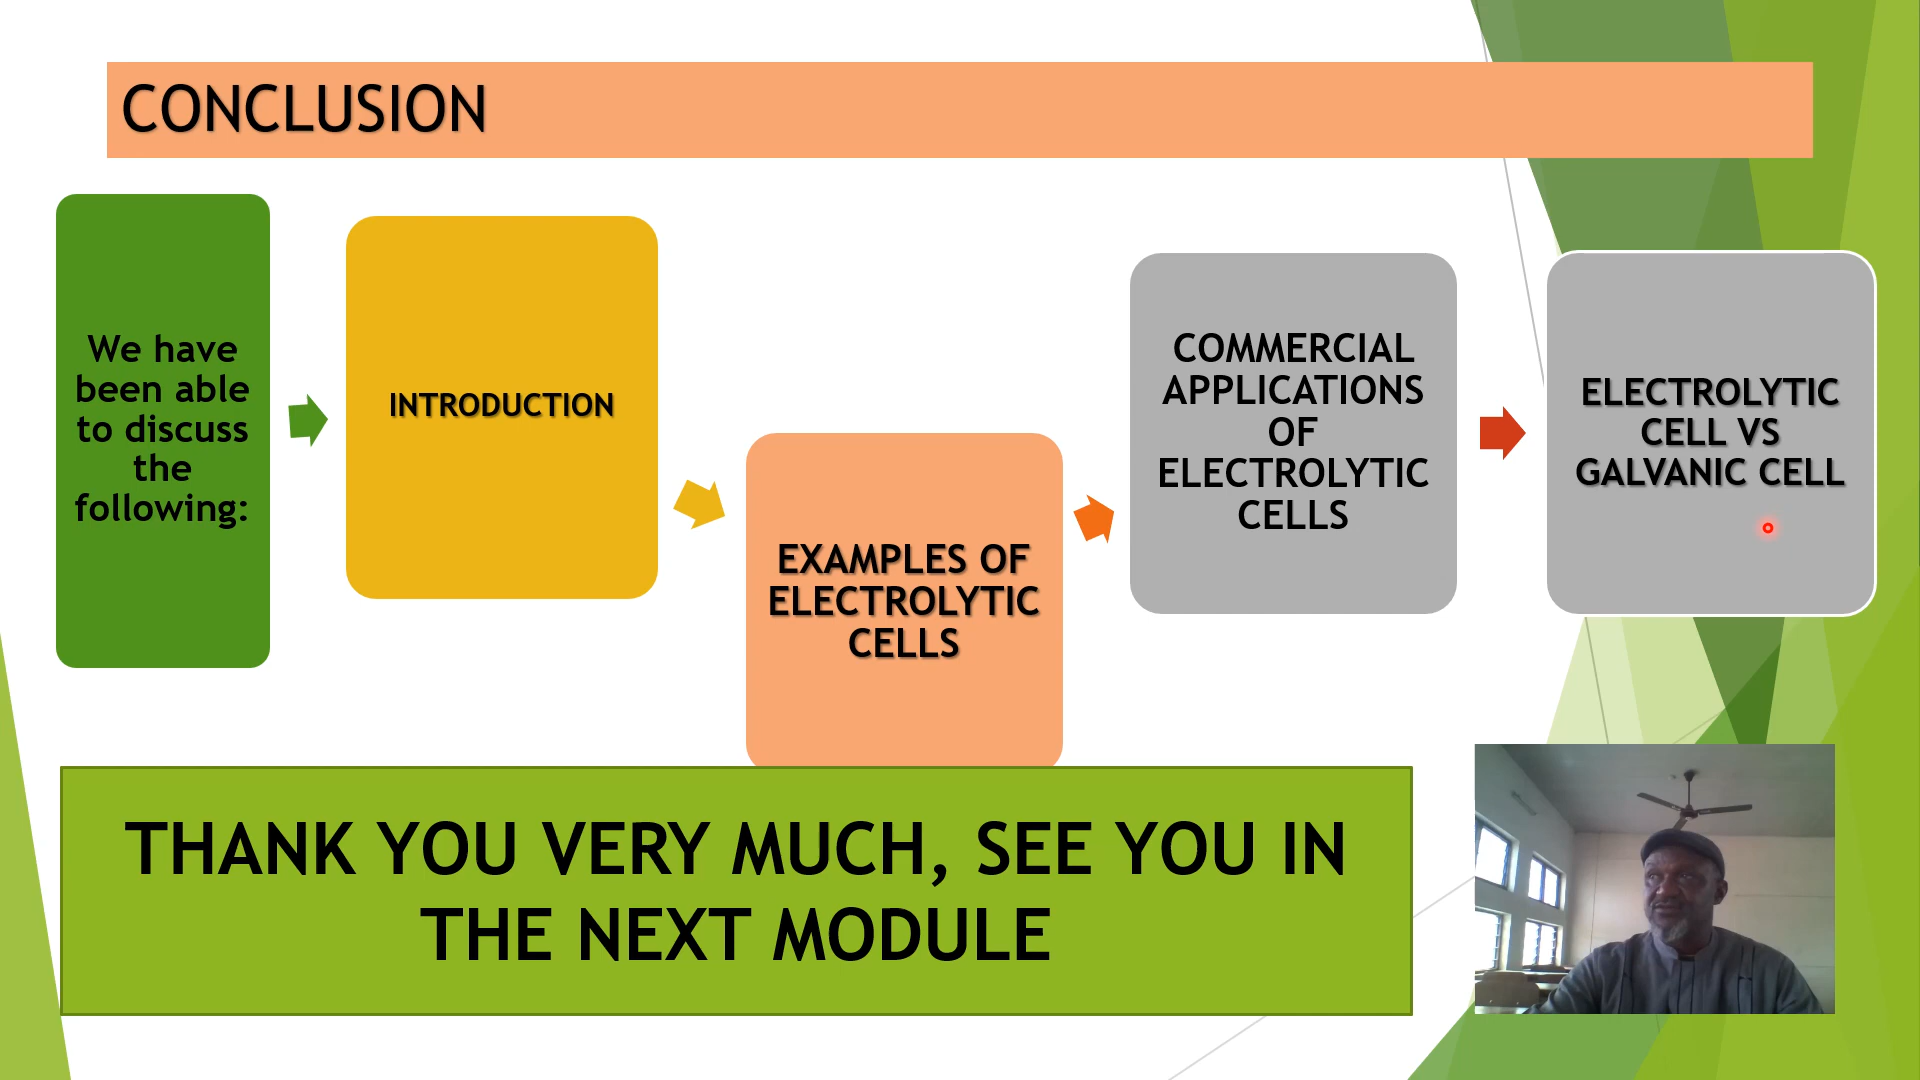 CONCLUSION
We have
been able
to discuss
the
following:
INTRODUCTION
EXAMPLES OF
ELECTROLYTIC
CELLS
COMMERCIAL
APPLICATIONS
OF
ELECTROLYTIC
CELLS
ELECTROLYTIC
CELL VS
GALVANIC CELL
THANK YOU VERY MUCH, SEE YOU IN
THE NEXT MODULE